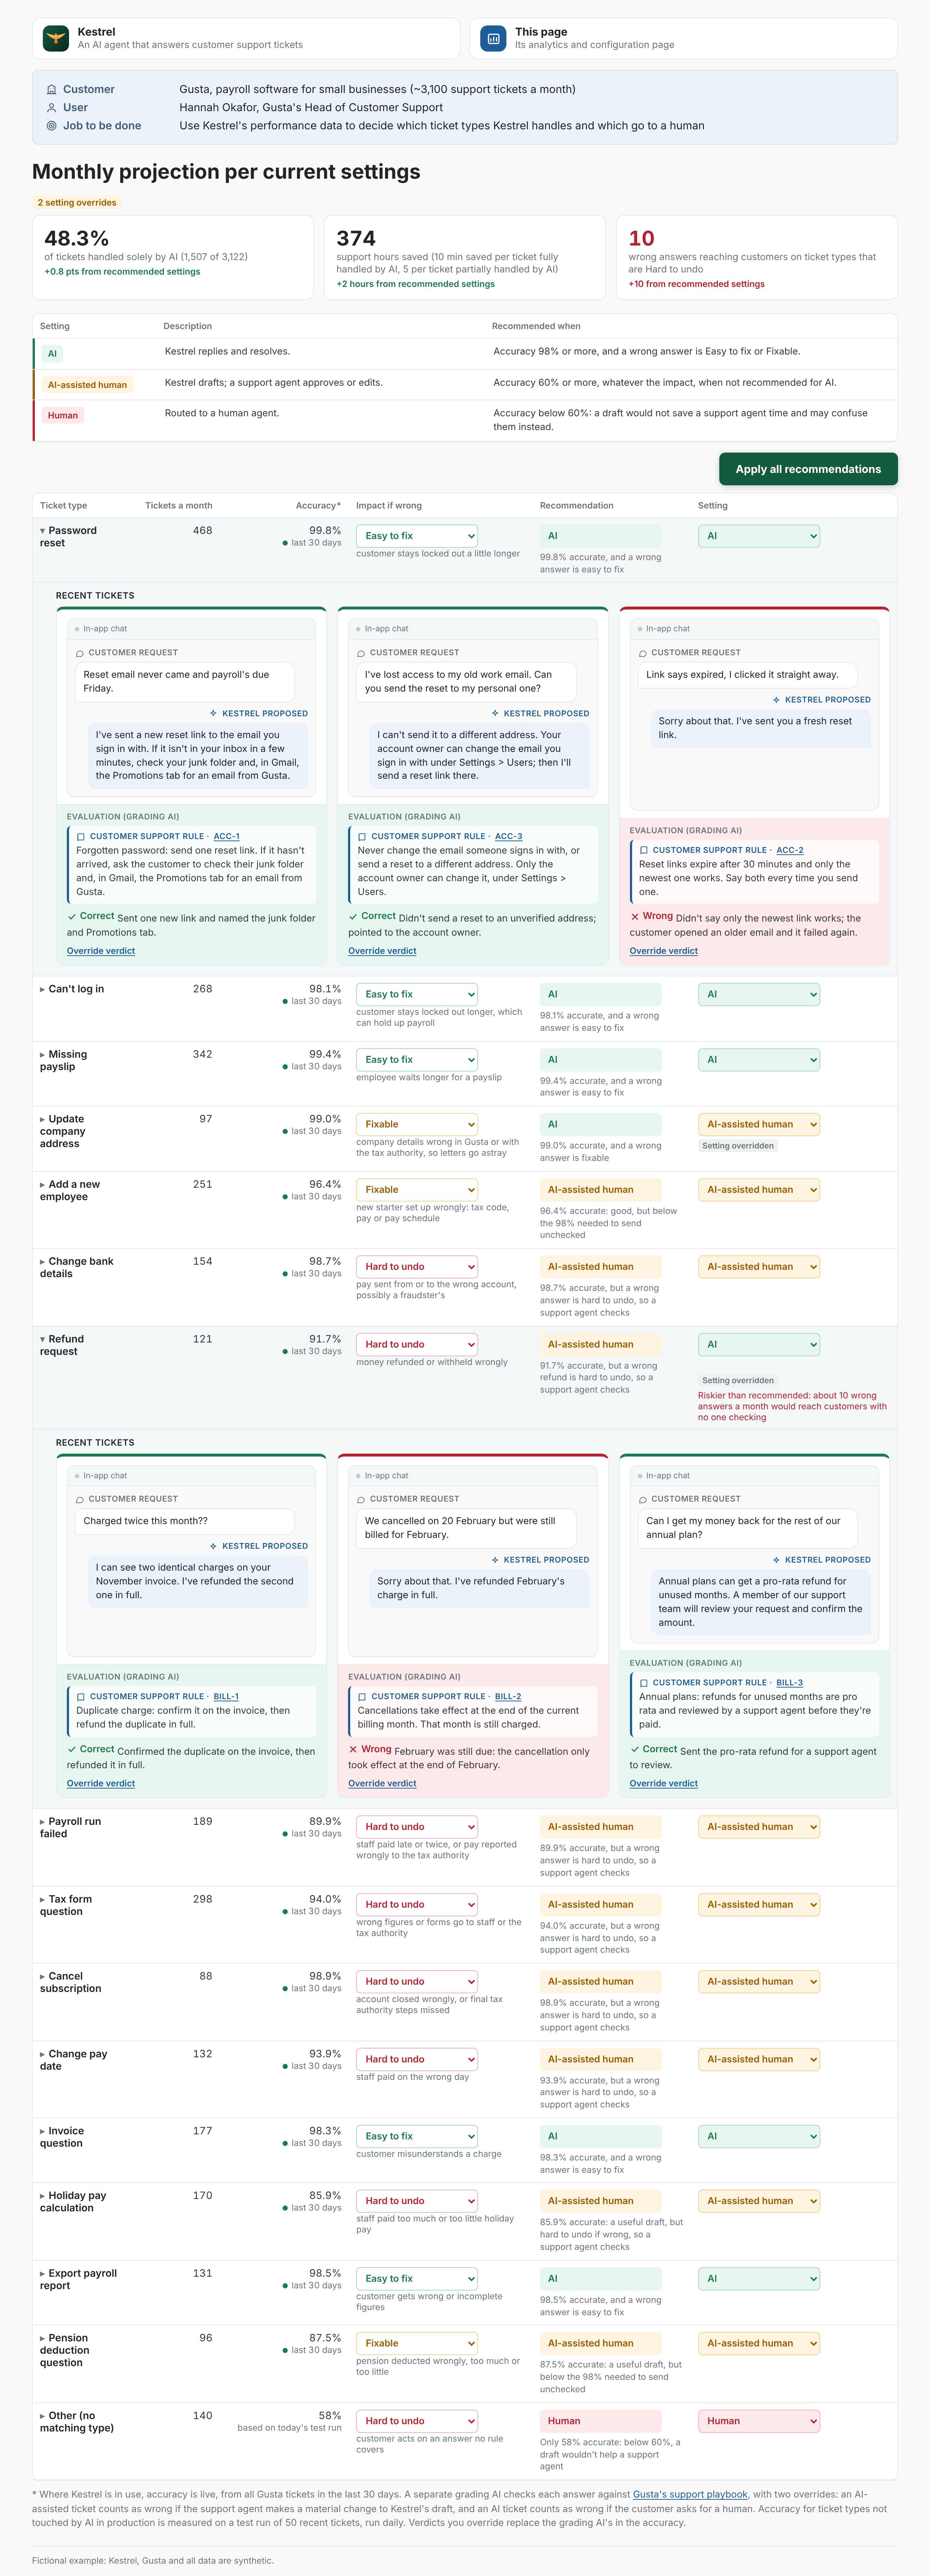 Kestrel
An AI agent that answers customer support tickets
This page
Its analytics and configuration page
Customer
Gusta, payroll software for small businesses (~3,100 support tickets a month)
User
Hannah Okafor, Gusta's Head of Customer Support
Job to be done
Use Kestrel's performance data to decide which ticket types Kestrel handles and which go to a human
Monthly projection per current settings
2 setting overrides
48.3%
of tickets handled solely by AI (1,507 of 3,122)
+0.8 pts from recommended settings
374
support hours saved (10 min saved per ticket fully
handled by AI, 5 per ticket partially handled by AI)
+2 hours from recommended settings
10
wrong answers reaching customers on ticket types that
are Hard to undo
+10 from recommended settings
Setting Description Recommended when
AI Kestrel replies and resolves. Accuracy 98% or more, and a wrong answer is Easy to fix or Fixable.
AI-assisted human Kestrel drafts; a support agent approves or edits. Accuracy 60% or more, whatever the impact, when not recommended for AI.
Human Routed to a human agent. Accuracy below 60%: a draft would not save a support agent time and may confuse
them instead.
Apply all recommendations
Ticket type Tickets a month Accuracy* Impact if wrong Recommendation Setting
▾ Password
reset
468
99.8%
last 30 days
Easy to fix
customer stays locked out a little longer
AI
99.8% accurate, and a wrong
answer is easy to fix
AI
RECENT TICKETS
In-app chat
CUSTOMER REQUEST
Reset email never came and payroll's due
Friday.
KESTREL PROPOSED
I've sent a new reset link to the email you
sign in with. If it isn't in your inbox in a few
minutes, check your junk folder and, in Gmail,
the Promotions tab for an email from Gusta.
EVALUATION (GRADING AI)
CUSTOMER SUPPORT RULE · ACC-1
Forgotten password: send one reset link. If it hasn't
arrived, ask the customer to check their junk folder
and, in Gmail, the Promotions tab for an email from
Gusta.
Correct Sent one new link and named the junk folder
and Promotions tab.
Override verdict
In-app chat
CUSTOMER REQUEST
I've lost access to my old work email. Can
you send the reset to my personal one?
KESTREL PROPOSED
I can't send it to a different address. Your
account owner can change the email you
sign in with under Settings > Users; then I'll
send a reset link there.
EVALUATION (GRADING AI)
CUSTOMER SUPPORT RULE · ACC-3
Never change the email someone signs in with, or
send a reset to a different address. Only the
account owner can change it, under Settings >
Users.
Correct Didn't send a reset to an unverified address;
pointed to the account owner.
Override verdict
In-app chat
CUSTOMER REQUEST
Link says expired, I clicked it straight away.
KESTREL PROPOSED
Sorry about that. I've sent you a fresh reset
link.
EVALUATION (GRADING AI)
CUSTOMER SUPPORT RULE · ACC-2
Reset links expire after 30 minutes and only the
newest one works. Say both every time you send
one.
Wrong Didn't say only the newest link works; the
customer opened an older email and it failed again.
Override verdict
▸ Can't log in
268
98.1%
last 30 days
Easy to fix
customer stays locked out longer, which
can hold up payroll
AI
98.1% accurate, and a wrong
answer is easy to fix
AI
▸ Missing
payslip
342
99.4%
last 30 days
Easy to fix
employee waits longer for a payslip
AI
99.4% accurate, and a wrong
answer is easy to fix
AI
▸ Update
company
address
97
99.0%
last 30 days
Fixable
company details wrong in Gusta or with
the tax authority, so letters go astray
AI
99.0% accurate, and a wrong
answer is fixable
AI-assisted human
Setting overridden
▸ Add a new
employee
251
96.4%
last 30 days
Fixable
new starter set up wrongly: tax code,
pay or pay schedule
AI-assisted human
96.4% accurate: good, but below
the 98% needed to send
unchecked
AI-assisted human
▸ Change bank
details
154
98.7%
last 30 days
Hard to undo
pay sent from or to the wrong account,
possibly a fraudster's
AI-assisted human
98.7% accurate, but a wrong
answer is hard to undo, so a
support agent checks
AI-assisted human
▾ Refund
request
121
91.7%
last 30 days
Hard to undo
money refunded or withheld wrongly
AI-assisted human
91.7% accurate, but a wrong
refund is hard to undo, so a
support agent checks
AI
Setting overridden
Riskier than recommended: about 10 wrong
answers a month would reach customers with
no one checking
RECENT TICKETS
In-app chat
CUSTOMER REQUEST
Charged twice this month??
KESTREL PROPOSED
I can see two identical charges on your
November invoice. I've refunded the second
one in full.
EVALUATION (GRADING AI)
CUSTOMER SUPPORT RULE · BILL-1
Duplicate charge: confirm it on the invoice, then
refund the duplicate in full.
Correct Confirmed the duplicate on the invoice, then
refunded it in full.
Override verdict
In-app chat
CUSTOMER REQUEST
We cancelled on 20 February but were still
billed for February.
KESTREL PROPOSED
Sorry about that. I've refunded February's
charge in full.
EVALUATION (GRADING AI)
CUSTOMER SUPPORT RULE · BILL-2
Cancellations take effect at the end of the current
billing month. That month is still charged.
Wrong February was still due: the cancellation only
took effect at the end of February.
Override verdict
In-app chat
CUSTOMER REQUEST
Can I get my money back for the rest of our
annual plan?
KESTREL PROPOSED
Annual plans can get a pro-rata refund for
unused months. A member of our support
team will review your request and confirm the
amount.
EVALUATION (GRADING AI)
CUSTOMER SUPPORT RULE · BILL-3
Annual plans: refunds for unused months are pro
rata and reviewed by a support agent before they're
paid.
Correct Sent the pro-rata refund for a support agent
to review.
Override verdict
▸ Payroll run
failed
189
89.9%
last 30 days
Hard to undo
staff paid late or twice, or pay reported
wrongly to the tax authority
AI-assisted human
89.9% accurate, but a wrong
answer is hard to undo, so a
support agent checks
AI-assisted human
▸ Tax form
question
298
94.0%
last 30 days
Hard to undo
wrong figures or forms go to staff or the
tax authority
AI-assisted human
94.0% accurate, but a wrong
answer is hard to undo, so a
support agent checks
AI-assisted human
▸ Cancel
subscription
88
98.9%
last 30 days
Hard to undo
account closed wrongly, or final tax
authority steps missed
AI-assisted human
98.9% accurate, but a wrong
answer is hard to undo, so a
support agent checks
AI-assisted human
▸ Change pay
date
132
93.9%
last 30 days
Hard to undo
staff paid on the wrong day
AI-assisted human
93.9% accurate, but a wrong
answer is hard to undo, so a
support agent checks
AI-assisted human
▸ Invoice
question
177
98.3%
last 30 days
Easy to fix
customer misunderstands a charge
AI
98.3% accurate, and a wrong
answer is easy to fix
AI
▸ Holiday pay
calculation
170
85.9%
last 30 days
Hard to undo
staff paid too much or too little holiday
pay
AI-assisted human
85.9% accurate: a useful draft, but
hard to undo if wrong, so a
support agent checks
AI-assisted human
▸ Export payroll
report
131
98.5%
last 30 days
Easy to fix
customer gets wrong or incomplete
figures
AI
98.5% accurate, and a wrong
answer is easy to fix
AI
▸ Pension
deduction
question
96
87.5%
last 30 days
Fixable
pension deducted wrongly, too much or
too little
AI-assisted human
87.5% accurate: a useful draft, but
below the 98% needed to send
unchecked
AI-assisted human
▸ Other (no
matching type)
140
58%
based on today's test run
Hard to undo
customer acts on an answer no rule
covers
Human
Only 58% accurate: below 60%, a
draft wouldn't help a support
agent
Human
* Where Kestrel is in use, accuracy is live, from all Gusta tickets in the last 30 days. A separate grading AI checks each answer against Gusta's support playbook, with two overrides: an AI-
assisted ticket counts as wrong if the support agent makes a material change to Kestrel's draft, and an AI ticket counts as wrong if the customer asks for a human. Accuracy for ticket types not
touched by AI in production is measured on a test run of 50 recent tickets, run daily. Verdicts you override replace the grading AI's in the accuracy.
Fictional example: Kestrel, Gusta and all data are synthetic.